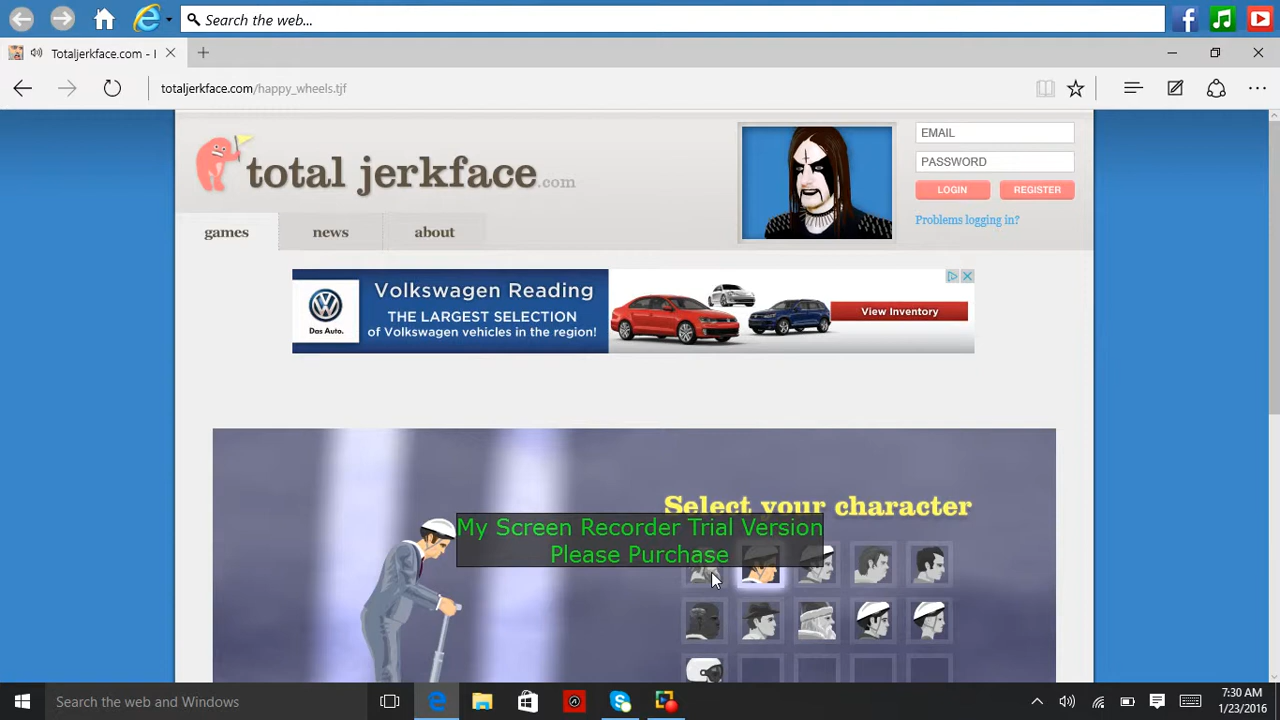 Search the web...
Totaljerkface.com - I
totaljerkface.com/happy_wheels.tjf
total jerkface.com
EMAIL
PASSWORD
LOGIN REGISTER
Problems logging in?
games news about
Volkswagen Reading
THE LARGEST SELECTION
of Volkswagen vehicles in the region!
Das Auto.
View Inventory
Select your character
My Screen Recorder Trial Version
Please Purchase
Search the web and Windows
7:30 AM
1/23/2016